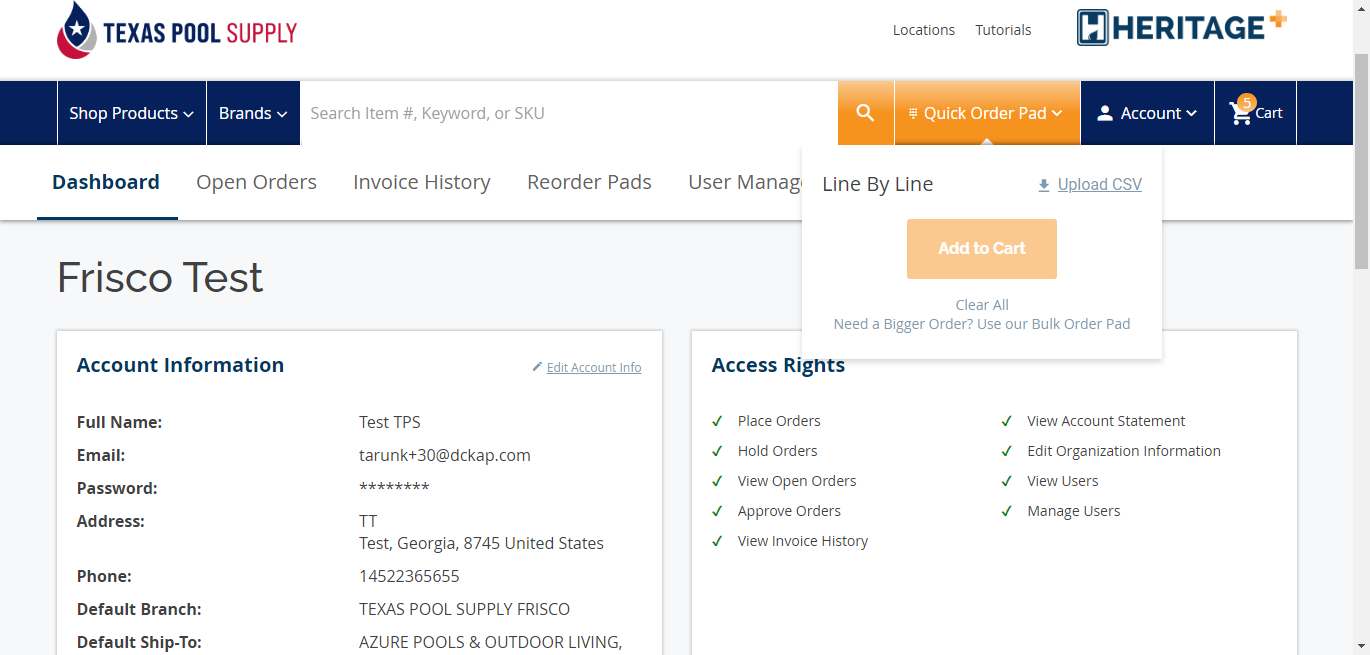 TEXAS POOL SUPPLY
Locations
Tutorials
HERITAGE+
Shop Products
Brands
Search Item #, Keyword, or SKU
Quick Order Pad
Account
5
Cart
Dashboard
Open Orders
Invoice History
Reorder Pads
User Manage
Line By Line
Upload CSV
Add to Cart
Clear All
Need a Bigger Order? Use our Bulk Order Pad
Frisco Test
Account Information
Edit Account Info
Full Name: Test TPS
Email: tarunk+30@dckap.com
Password: ********
Address: TT
Test, Georgia, 8745 United States
Phone: 14522365655
Default Branch: TEXAS POOL SUPPLY FRISCO
Default Ship-To: AZURE POOLS & OUTDOOR LIVING,
Access Rights
Place Orders
Hold Orders
View Open Orders
Approve Orders
View Invoice History
View Account Statement
Edit Organization Information
View Users
Manage Users